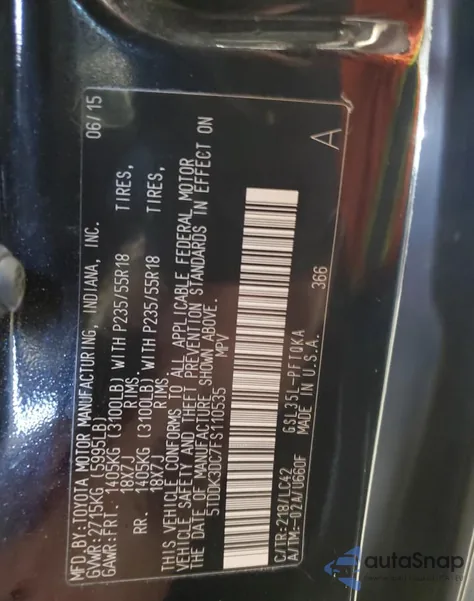 MFD.BY:TOYOTA MOTOR MANUFACTURING, INDIANA, INC. 06/15
GVWR:2715KG (5995LB)
GAWR:FRT. 1405KG (3100LB) WITH P235/55R18 TIRES,
18X7J RIMS,
RR. 1405KG (3100LB) WITH P235/55R18 TIRES,
18X7J RIMS,
THIS VEHICLE CONFORMS TO ALL APPLICABLE FEDERAL MOTOR
VEHICLE SAFETY AND THEFT PREVENTION STANDARDS IN EFFECT ON
THE DATE OF MANUFACTURE SHOWN ABOVE.
5TDDK3DC7FS110535 MPV
A
C/TR:218/LC42 GSL35L-PFTQKA 366
A/TM:-02A/U660F MADE IN U.S.A.
autoSnap